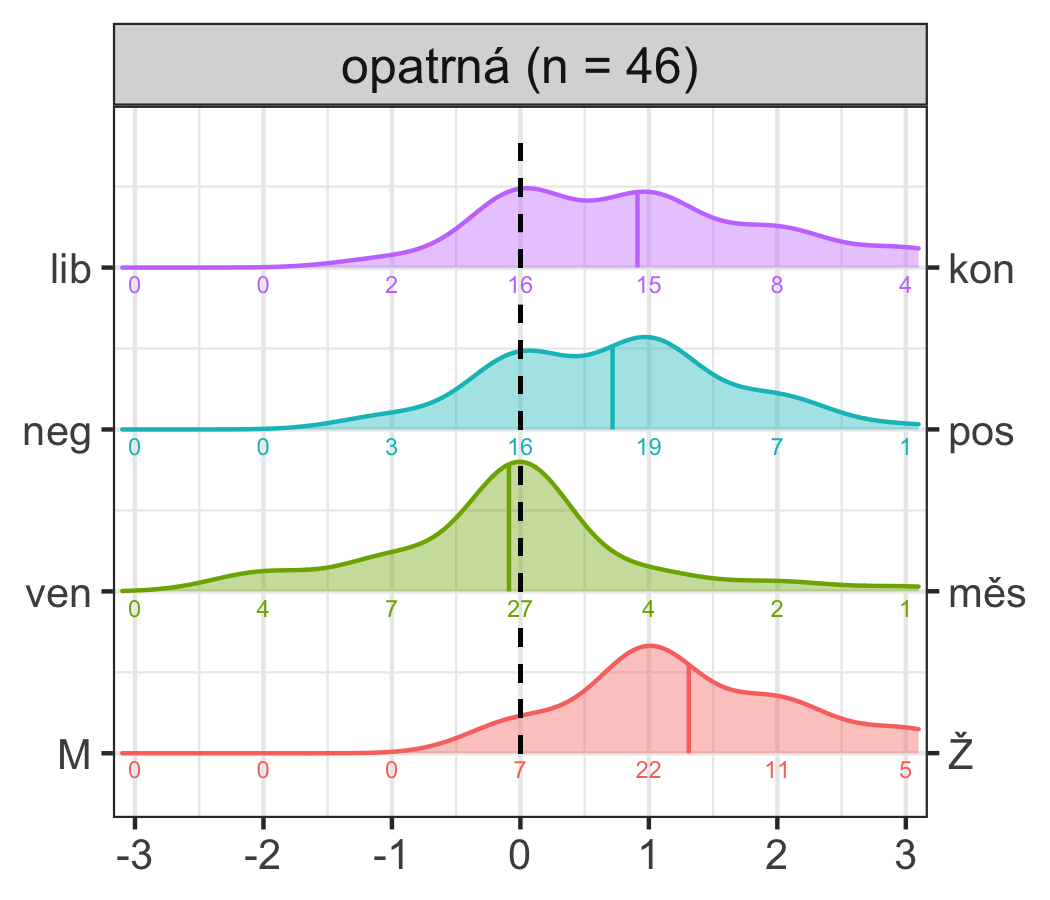 opatrná (n = 46)
lib kon
0 0 2 16 15 8 4
neg pos
0 0 3 16 19 7 1
ven měs
0 4 7 27 4 2 1
M Ž
0 0 0 7 22 11 5
-3 -2 -1 0 1 2 3